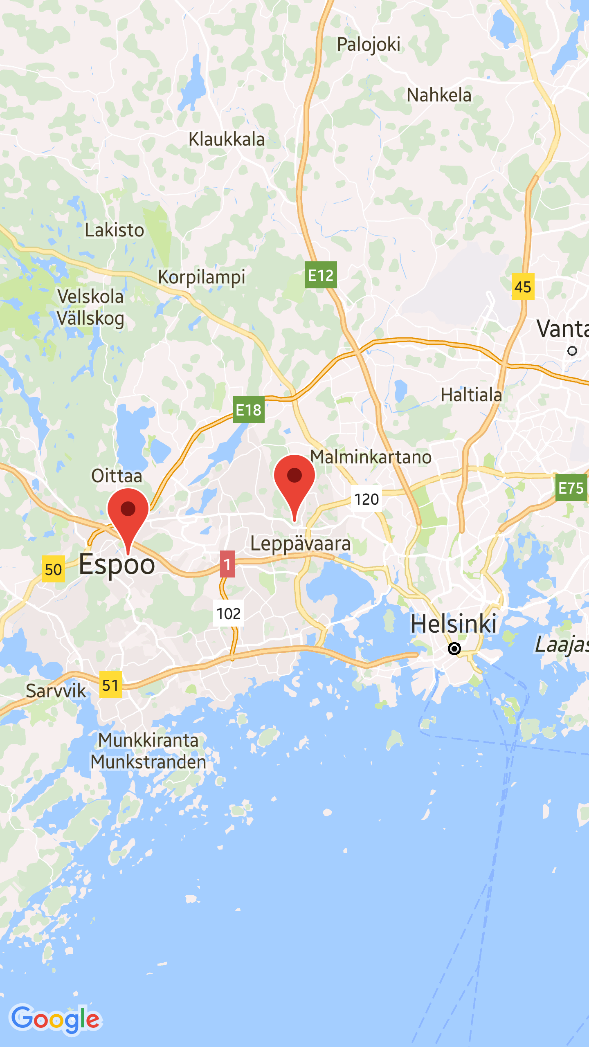 Palojoki
Nahkela
Klaukkala
Lakisto
Korpilampi
E12
45
Velskola
Vällskog
Vanta
Haltiala
E18
Malminkartano
Oittaa
120
E75
Leppävaara
Espoo
50
1
102
Helsinki
Laajas
Sarvvik
51
Munkkiranta
Munkstranden
Google